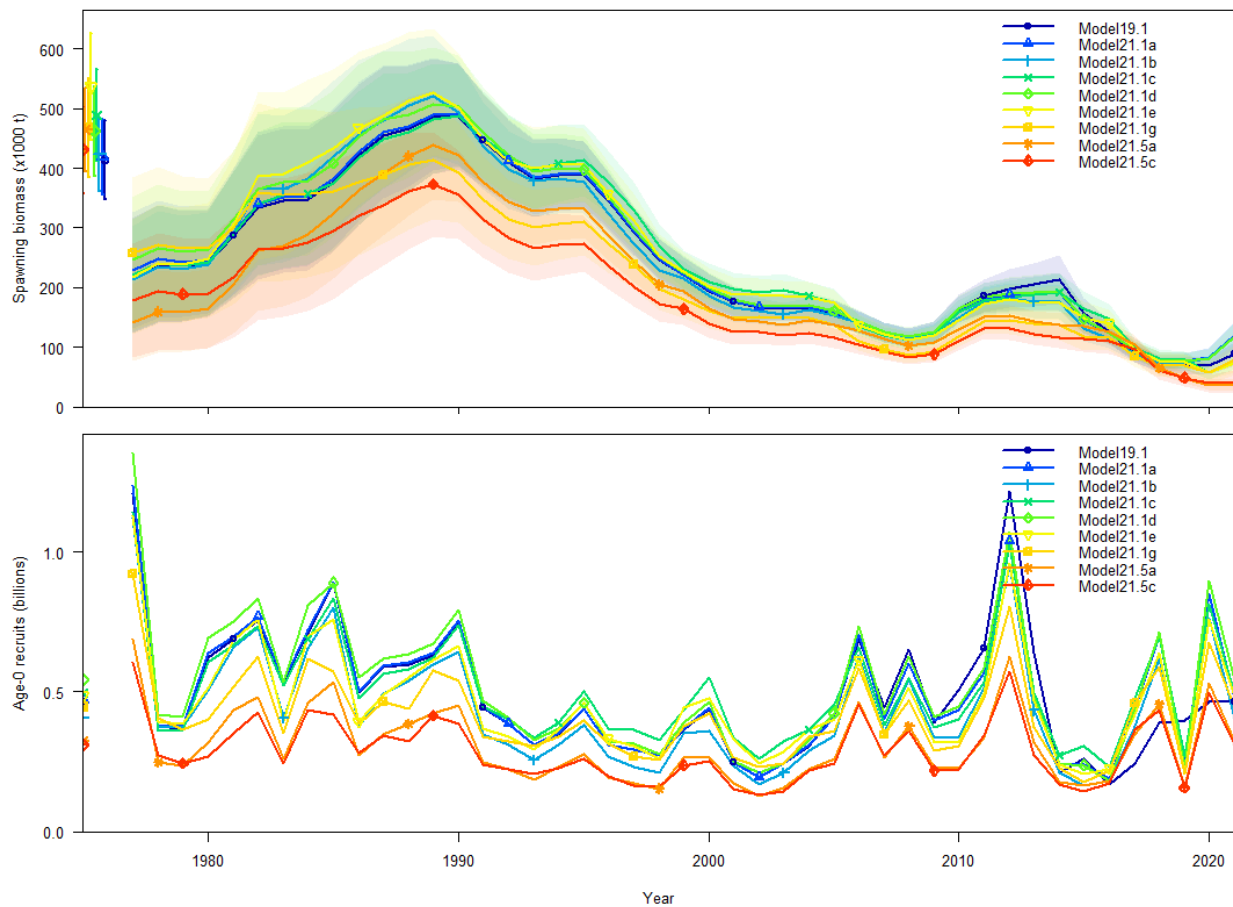 Spawning biomass (x1000 t)
600
500
400
300
200
100
0
Model19.1
Model21.1a
Model21.1b
Model21.1c
Model21.1d
Model21.1e
Model21.1g
Model21.5a
Model21.5c
Age-0 recruits (billions)
1.0
0.5
0.0
Model19.1
Model21.1a
Model21.1b
Model21.1c
Model21.1d
Model21.1e
Model21.1g
Model21.5a
Model21.5c
1980 1990 2000 2010 2020
Year